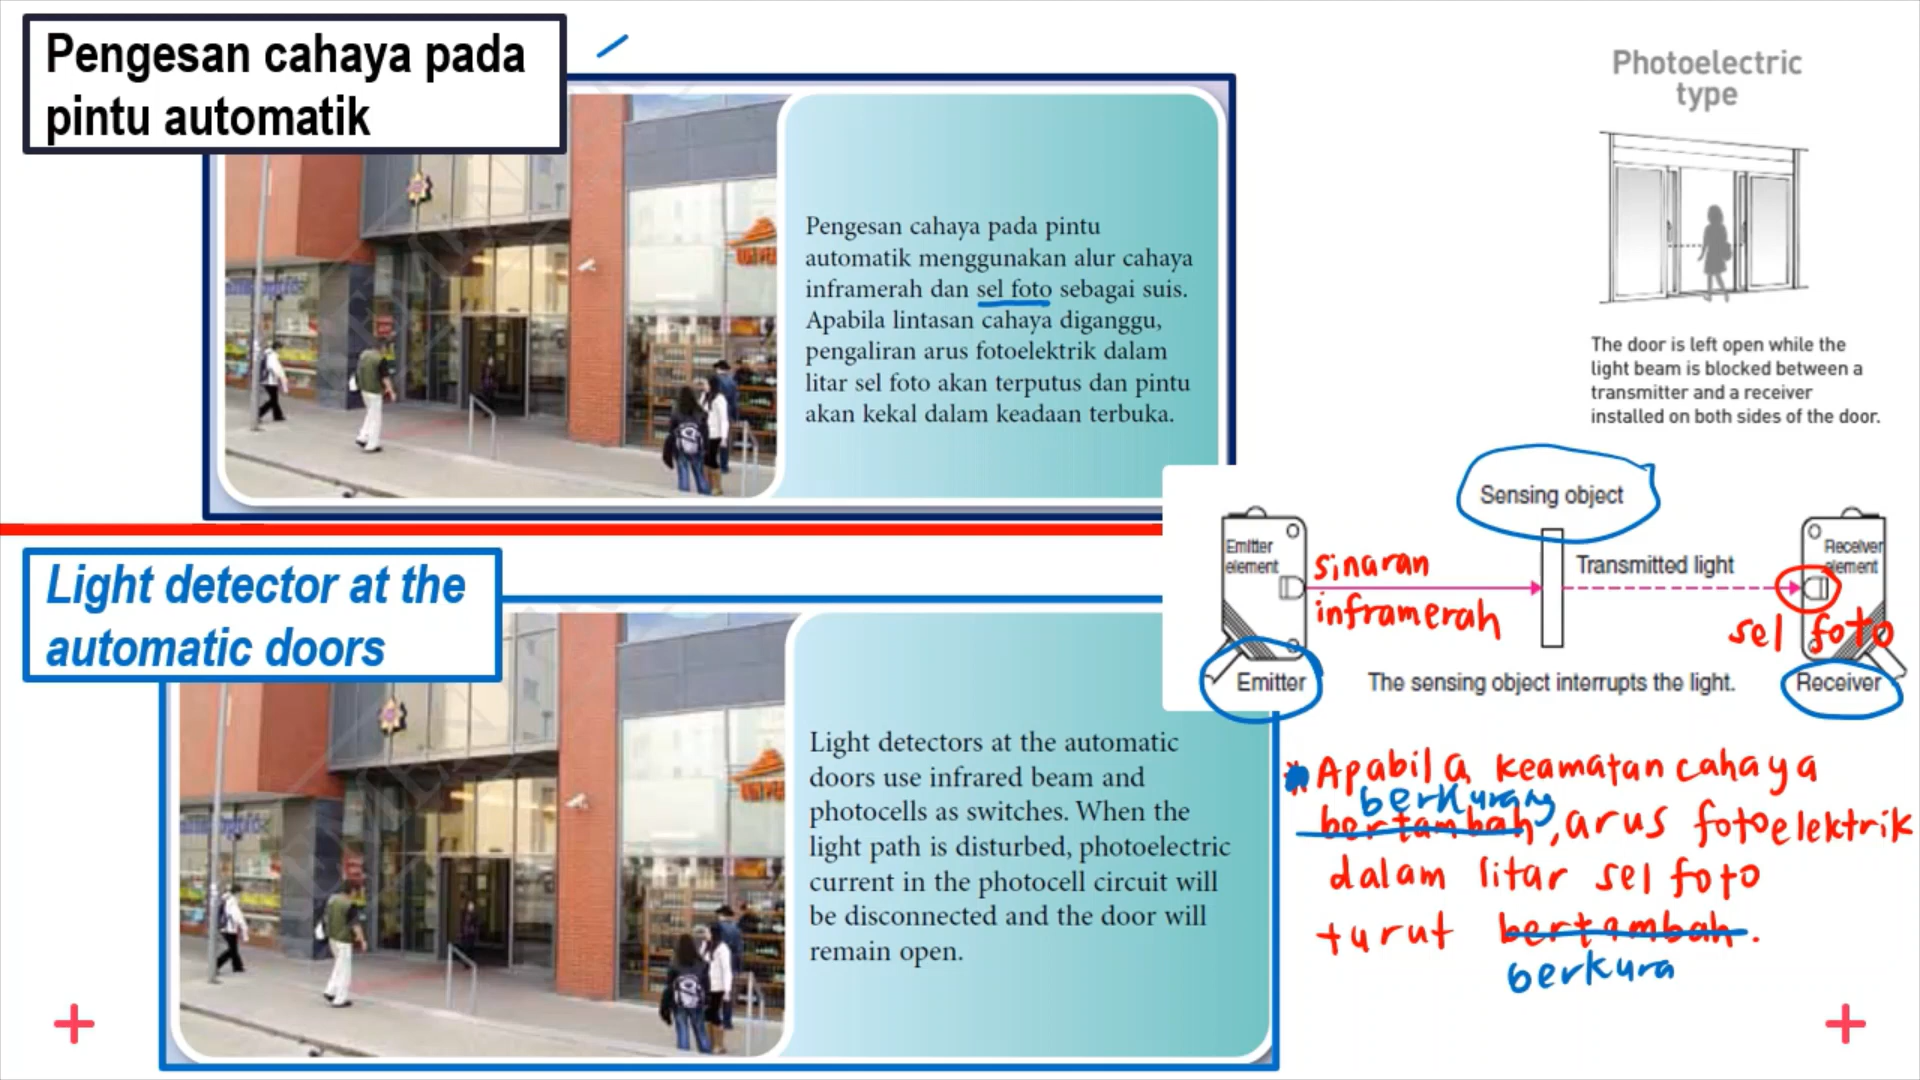 Pengesan cahaya pada
pintu automatik
Pengesan cahaya pada pintu
automatik menggunakan alur cahaya
inframerah dan sel foto sebagai suis.
Apabila lintasan cahaya diganggu,
pengaliran arus fotoelektrik dalam
litar sel foto akan terputus dan pintu
akan kekal dalam keadaan terbuka.
Photoelectric
type
The door is left open while the
light beam is blocked between a
transmitter and a receiver
installed on both sides of the door.
Sensing object
Emitter
element
sinaran
inframerah
Transmitted light
Receiver
element
sel foto
Emitter
The sensing object interrupts the light.
Receiver
Light detector at the
automatic doors
Light detectors at the automatic
doors use infrared beam and
photocells as switches. When the
light path is disturbed, photoelectric
current in the photocell circuit will
be disconnected and the door will
remain open.
* Apabila keamatan cahaya
berkurang
bertambah, arus fotoelektrik
dalam litar sel foto
turut bertambah.
berkura